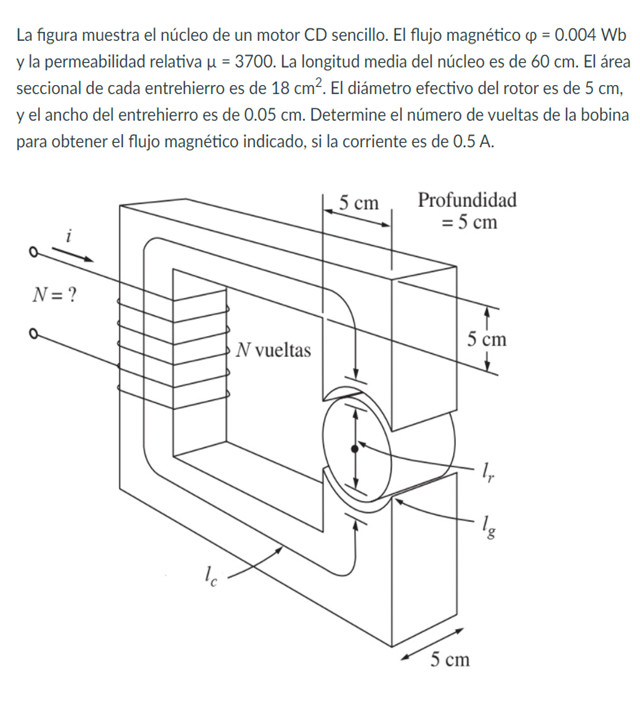 La figura muestra el núcleo de un motor CD sencillo. El flujo magnético φ = 0.004 Wb
y la permeabilidad relativa μ = 3700. La longitud media del núcleo es de 60 cm. El área
seccional de cada entrehierro es de 18 cm². El diámetro efectivo del rotor es de 5 cm,
y el ancho del entrehierro es de 0.05 cm. Determine el número de vueltas de la bobina
para obtener el flujo magnético indicado, si la corriente es de 0.5 A.
5 cm
Profundidad
= 5 cm
i
N = ?
5 cm
N vueltas
lr
lg
lc
5 cm